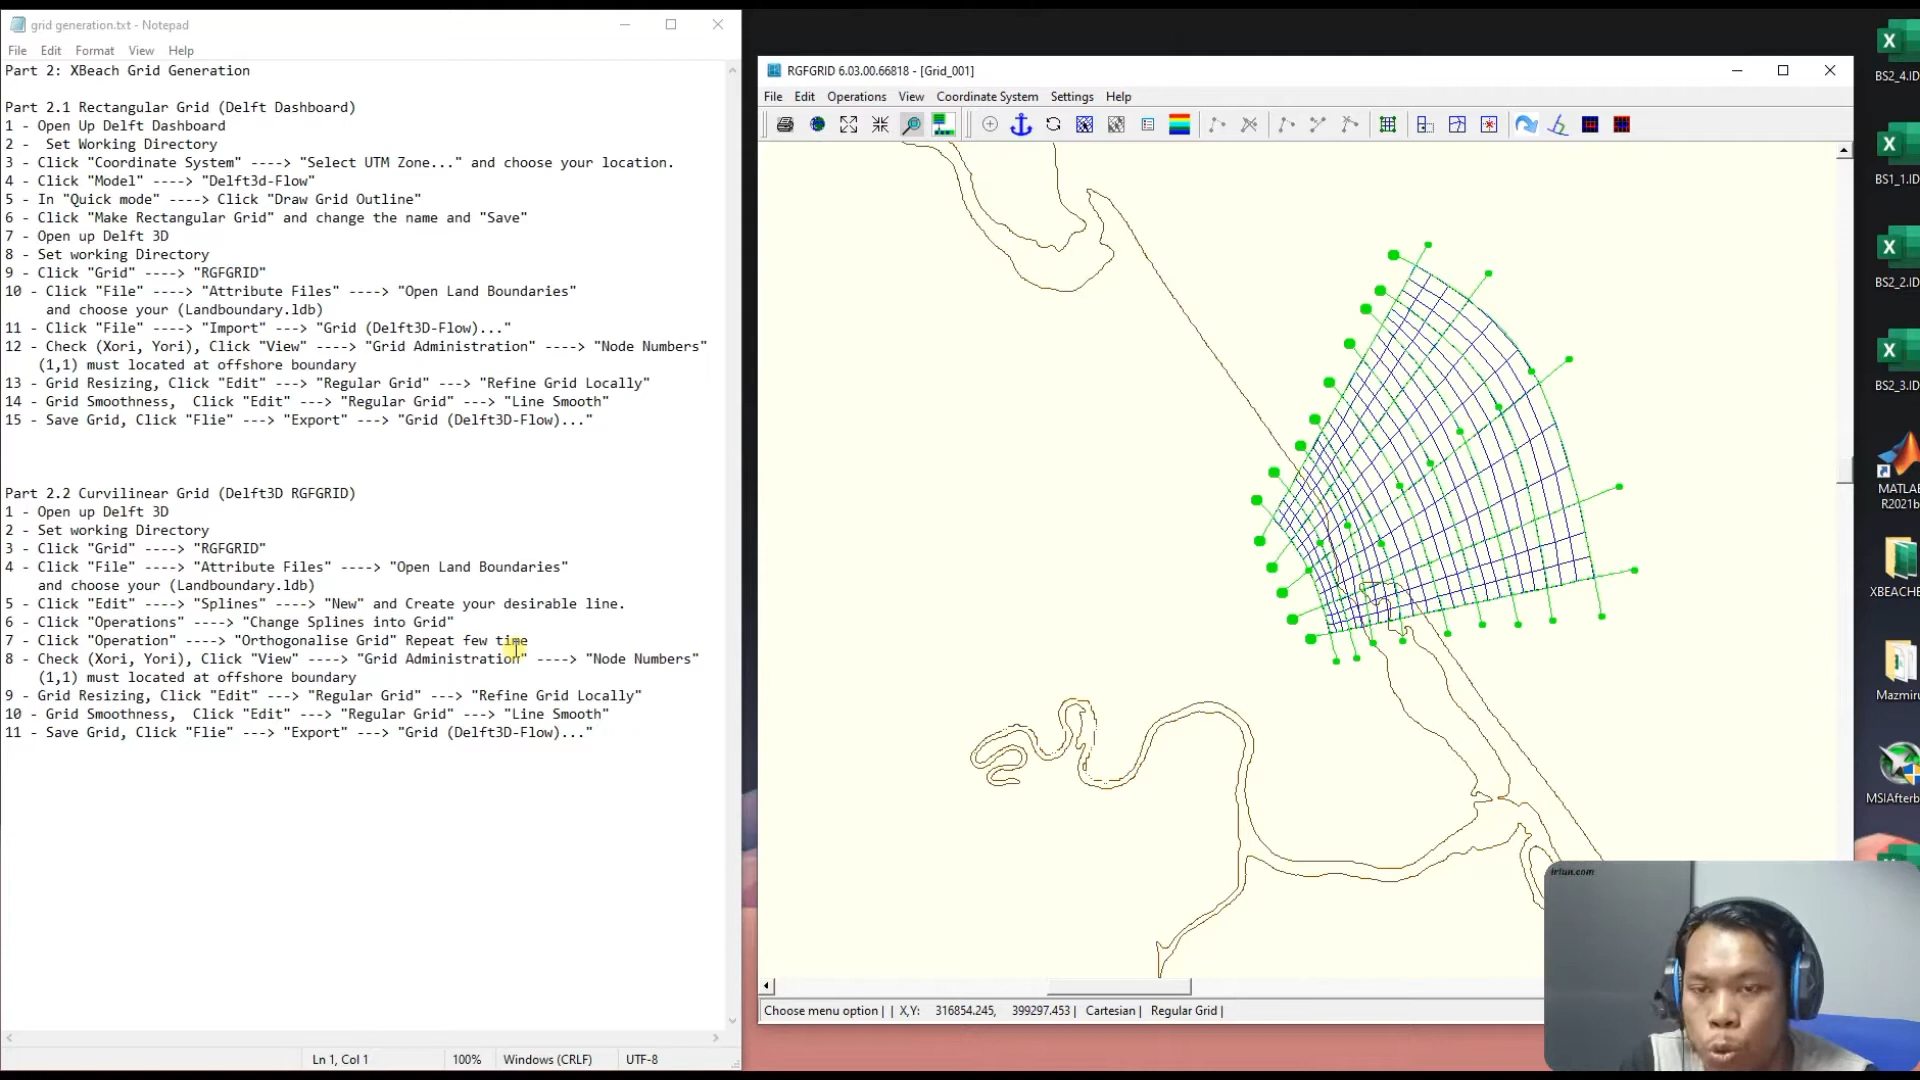 grid generation.txt - Notepad
File Edit Format View Help
Part 2: XBeach Grid Generation
Part 2.1 Rectangular Grid (Delft Dashboard)
1 - Open Up Delft Dashboard
2 -  Set Working Directory
3 - Click "Coordinate System" ----> "Select UTM Zone..." and choose your location.
4 - Click "Model" ----> "Delft3d-Flow"
5 - In "Quick mode" ----> Click "Draw Grid Outline"
6 - Click "Make Rectangular Grid" and change the name and "Save"
7 - Open up Delft 3D
8 - Set working Directory
9 - Click "Grid" ----> "RGFGRID"
10 - Click "File" ----> "Attribute Files" ----> "Open Land Boundaries"
and choose your (Landboundary.ldb)
11 - Click "File" ----> "Import" ---> "Grid (Delft3D-Flow)..."
12 - Check (Xori, Yori), Click "View" ----> "Grid Administration" ----> "Node Numbers"
(1,1) must located at offshore boundary
13 - Grid Resizing, Click "Edit" ---> "Regular Grid" ---> "Refine Grid Locally"
14 - Grid Smoothness,  Click "Edit" ---> "Regular Grid" ---> "Line Smooth"
15 - Save Grid, Click "Flie" ---> "Export" ---> "Grid (Delft3D-Flow)..."
Part 2.2 Curvilinear Grid (Delft3D RGFGRID)
1 - Open up Delft 3D
2 - Set working Directory
3 - Click "Grid" ----> "RGFGRID"
4 - Click "File" ----> "Attribute Files" ----> "Open Land Boundaries"
and choose your (Landboundary.ldb)
5 - Click "Edit" ----> "Splines" ----> "New" and Create your desirable line.
6 - Click "Operations" ----> "Change Splines into Grid"
7 - Click "Operation" ----> "Orthogonalise Grid" Repeat few time
8 - Check (Xori, Yori), Click "View" ----> "Grid Administration" ----> "Node Numbers"
(1,1) must located at offshore boundary
9 - Grid Resizing, Click "Edit" ---> "Regular Grid" ---> "Refine Grid Locally"
10 - Grid Smoothness,  Click "Edit" ---> "Regular Grid" ---> "Line Smooth"
11 - Save Grid, Click "Flie" ---> "Export" ---> "Grid (Delft3D-Flow)..."
Ln 1, Col 1 100% Windows (CRLF) UTF-8
RGFGRID 6.03.00.66818 - [Grid_001]
File Edit Operations View Coordinate System Settings Help
Choose menu option | | X,Y: 316854.245, 399297.453 | Cartesian | Regular Grid |
BS2_4.ID
BS1_1.ID
BS2_2.ID
BS2_3.ID
MATLAB
R2021b
XBEACHE
Mazmiru
MSIAfterb
iriun.com